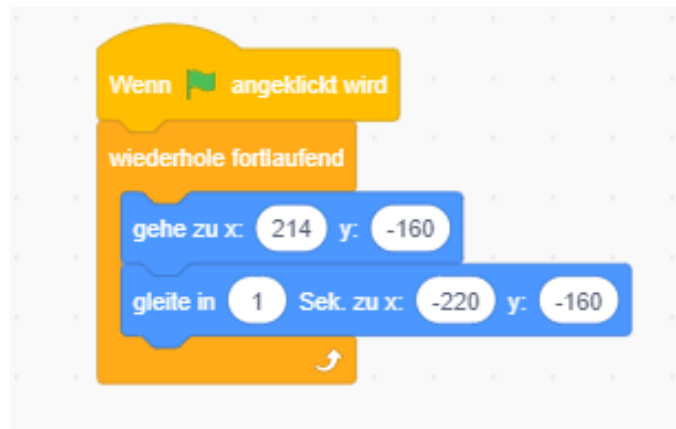 Wenn angeklickt wird
wiederhole fortlaufend
gehe zu x: 214 y: -160
gleite in 1 Sek. zu x: -220 y: -160